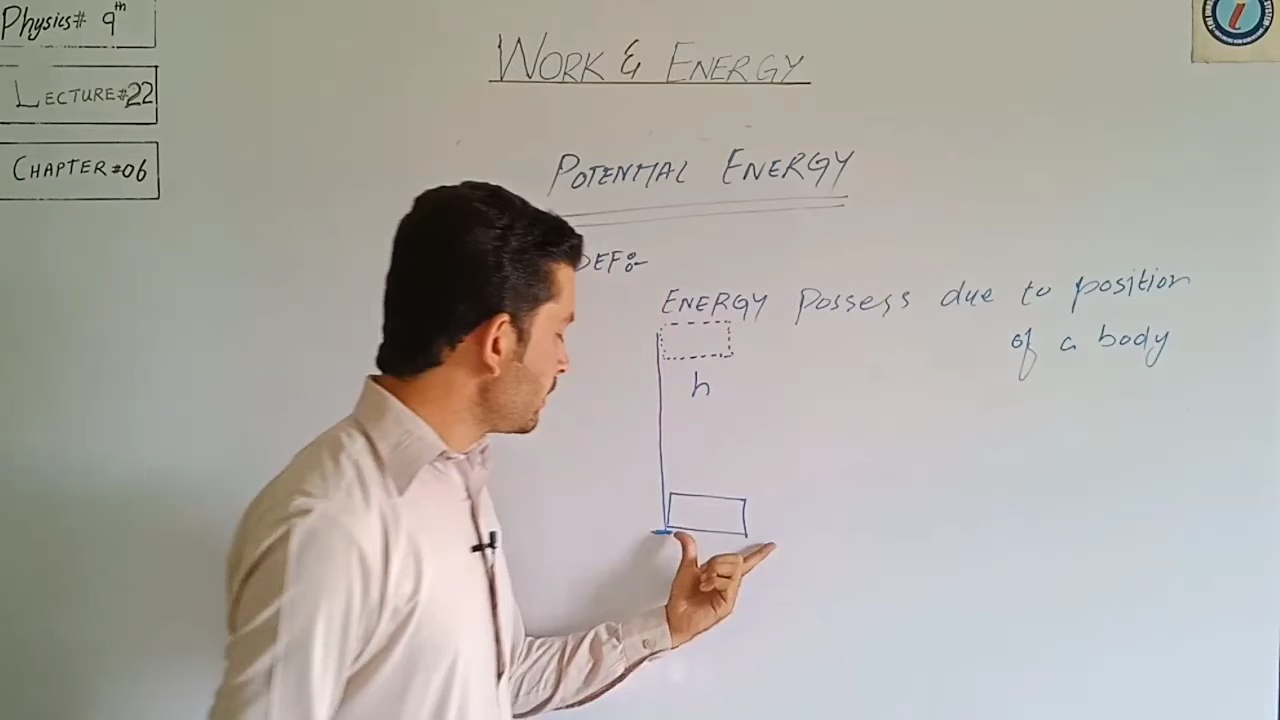 Physics# 9th
LECTURE#22
CHAPTER#06
WORK & ENERGY
POTENTIAL ENERGY
DEF:-
ENERGY Possess due to position
of a body
h